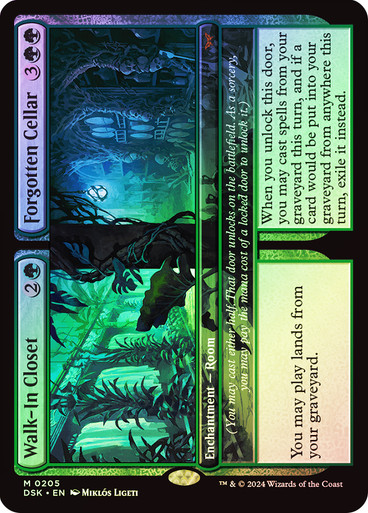 Walk-In Closet 2
Enchantment – Room
(You may cast either half. That door unlocks on the battlefield. As a sorcery,
you may pay the mana cost of a locked door to unlock it.)
You may play lands from
your graveyard.
Forgotten Cellar 3
When you unlock this door,
you may cast spells from your
graveyard this turn, and if a
card would be put into your
graveyard from anywhere this
turn, exile it instead.
M 0205
DSK • EN Miklós Ligeti
™ & © 2024 Wizards of the Coast